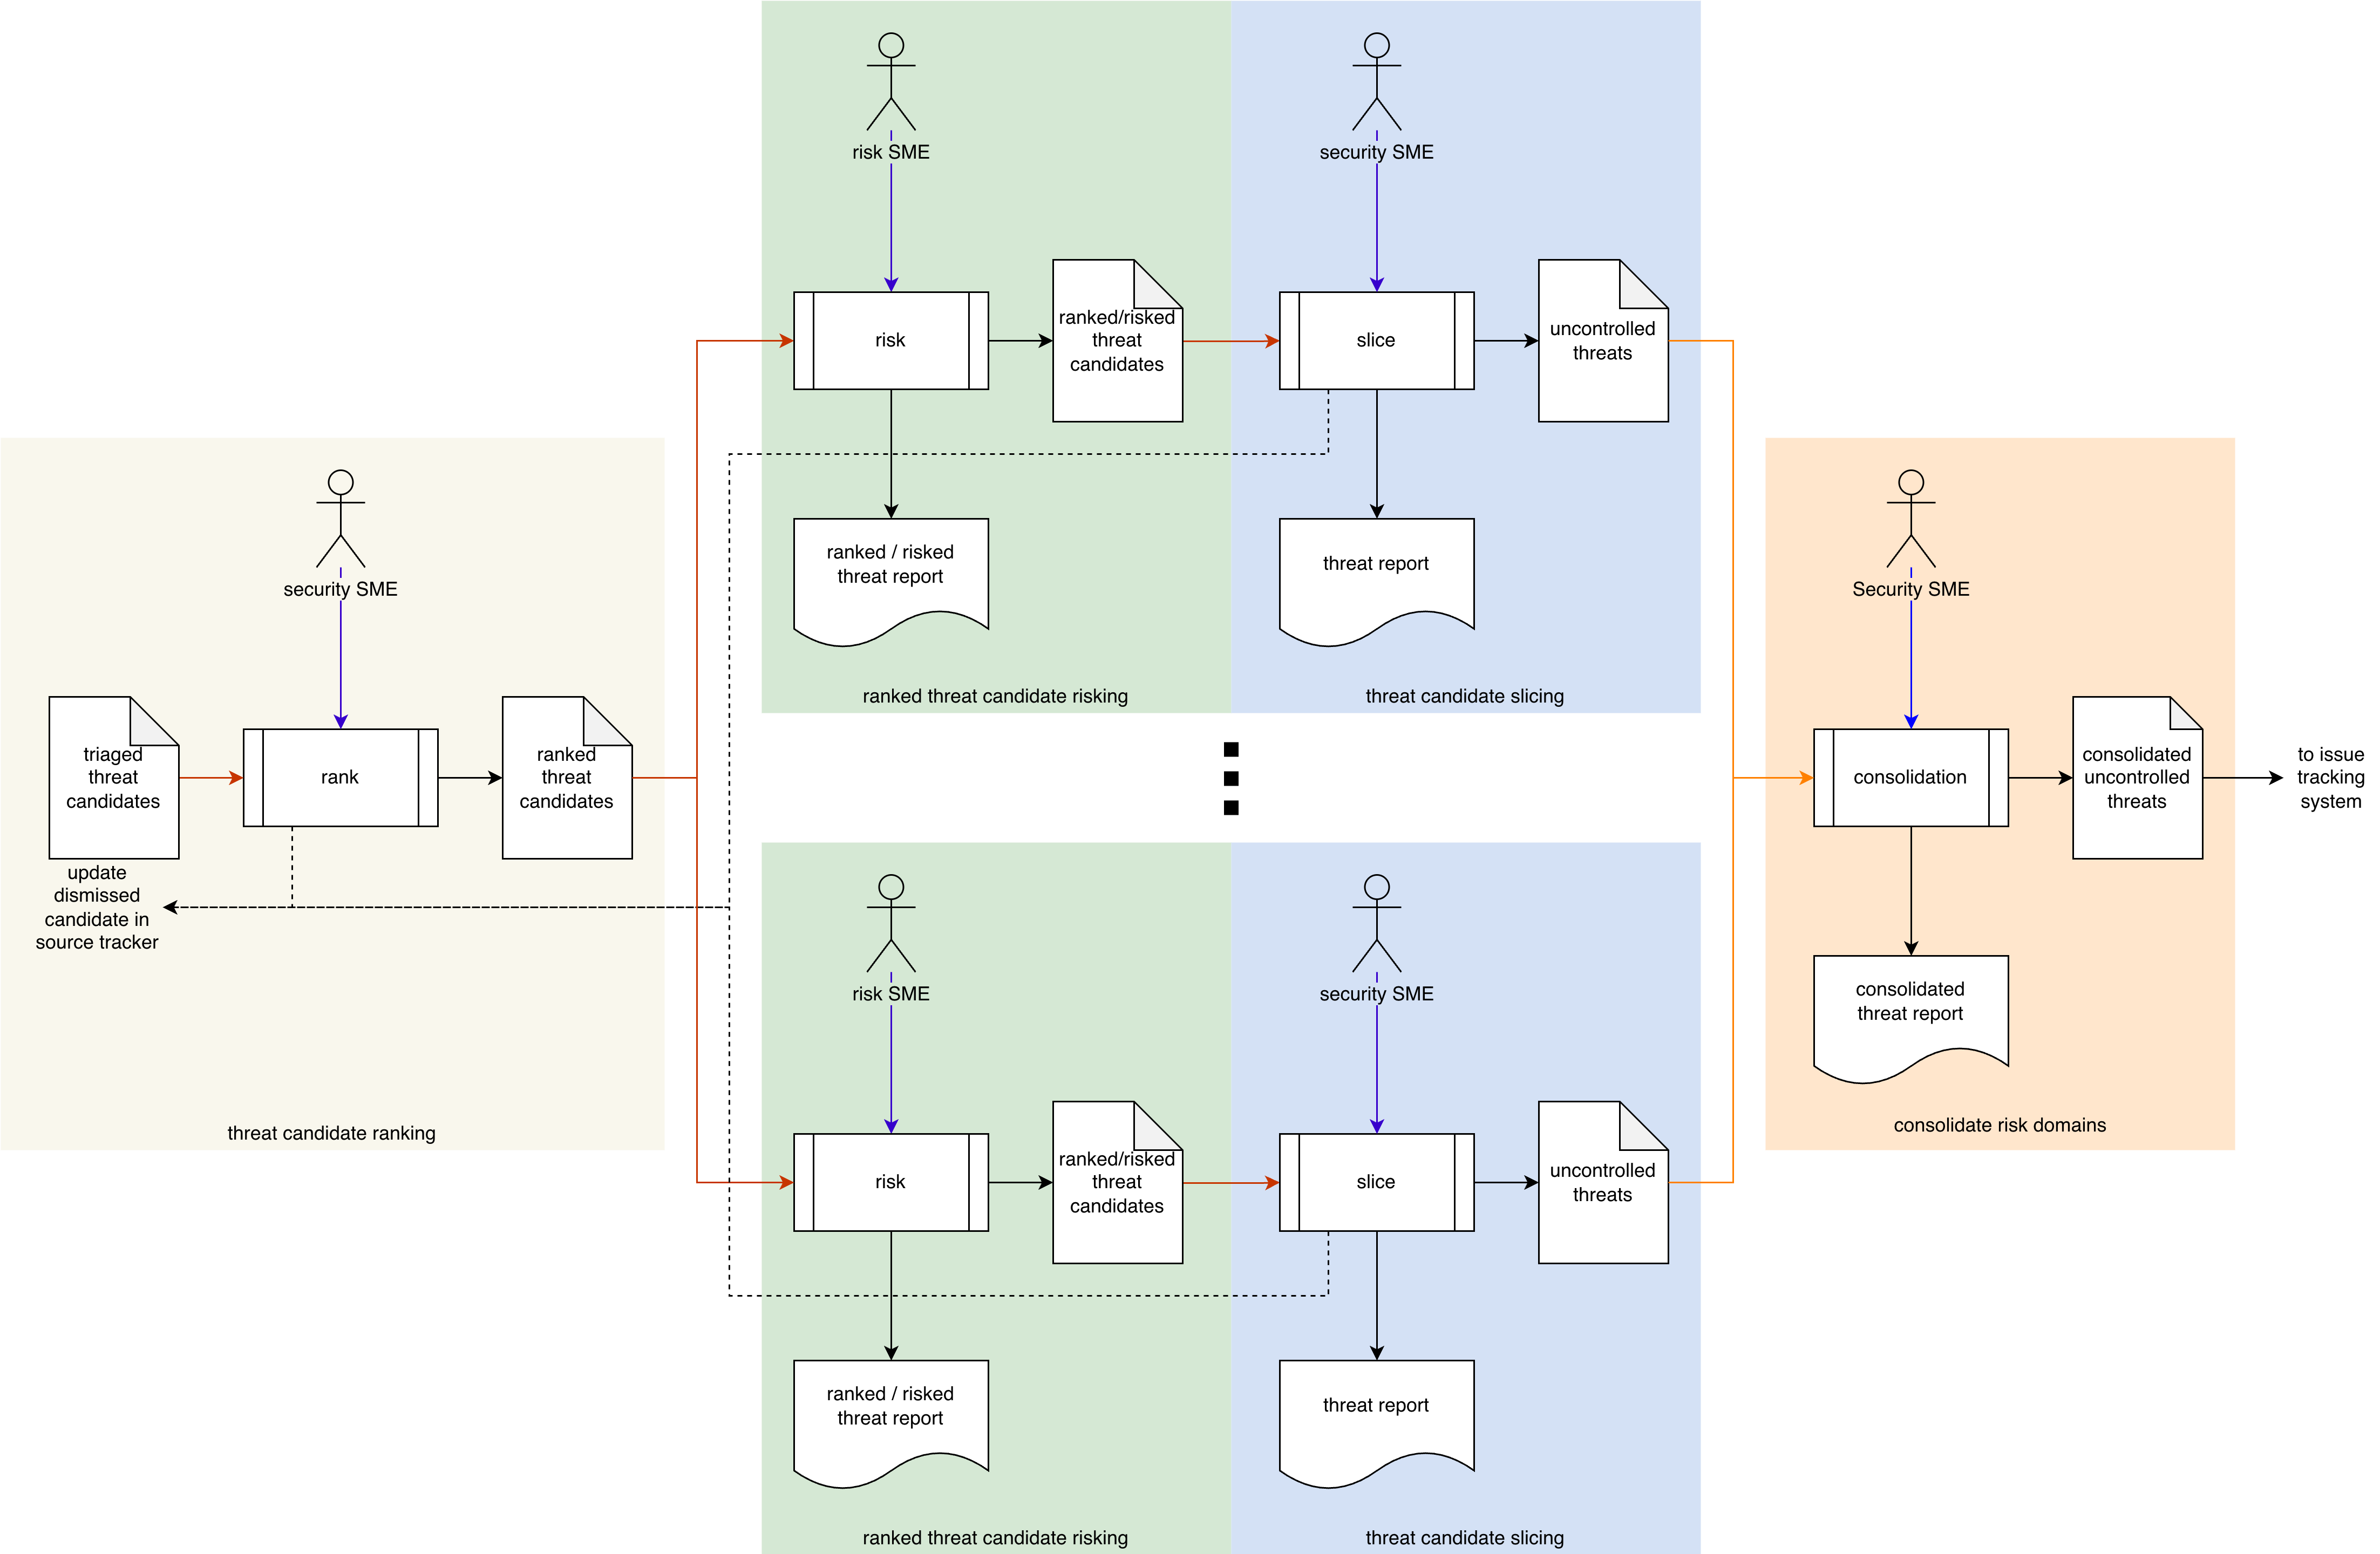 risk SME
security SME
risk
ranked/risked
threat
candidates
slice
uncontrolled
threats
ranked / risked
threat report
threat report
ranked threat candidate risking
threat candidate slicing
security SME
triaged
threat
candidates
rank
ranked
threat
candidates
update
dismissed
candidate in
source tracker
threat candidate ranking
risk SME
security SME
risk
ranked/risked
threat
candidates
slice
uncontrolled
threats
ranked / risked
threat report
threat report
ranked threat candidate risking
threat candidate slicing
Security SME
consolidation
consolidated
uncontrolled
threats
to issue
tracking
system
consolidated
threat report
consolidate risk domains